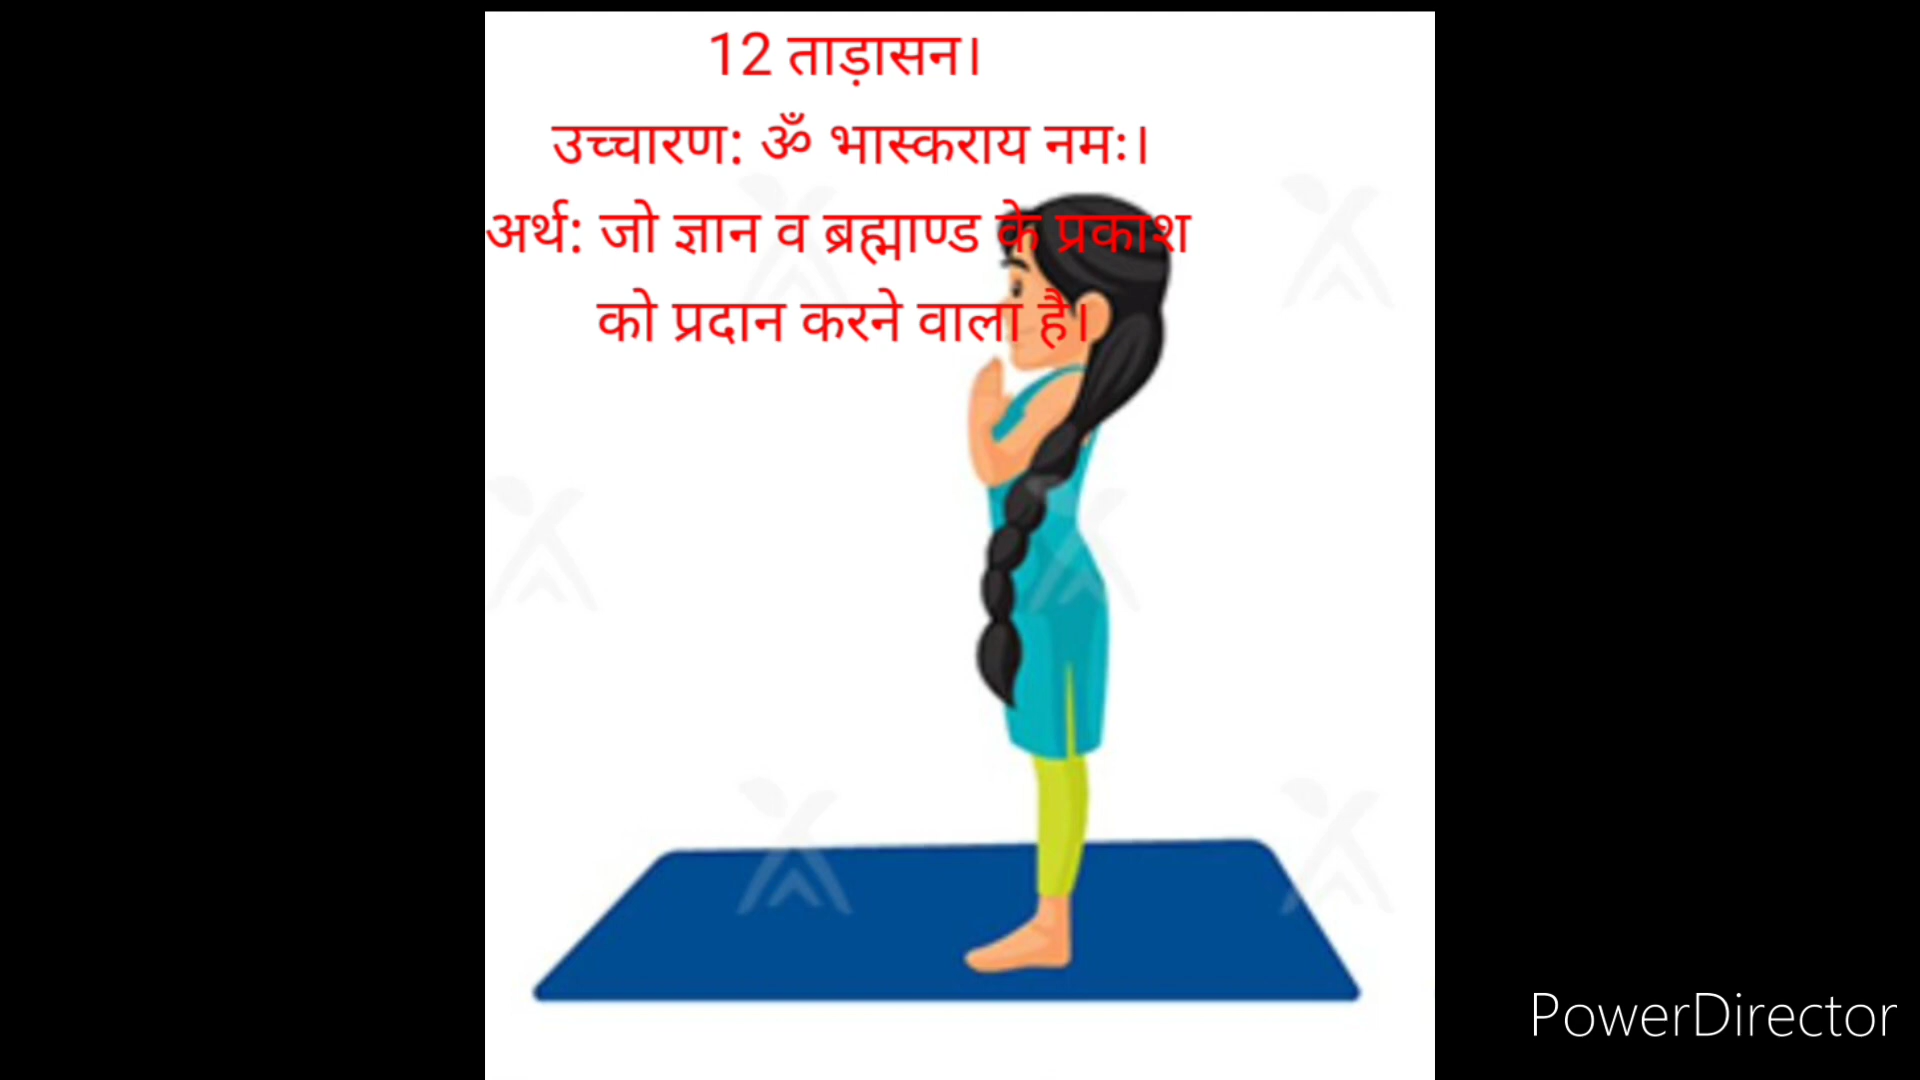 12 ताड़ासन।
उच्चारण: ॐ भास्कराय नमः।
अर्थ: जो ज्ञान व ब्रह्माण्ड के प्रकाश
को प्रदान करने वाला है।
PowerDirector